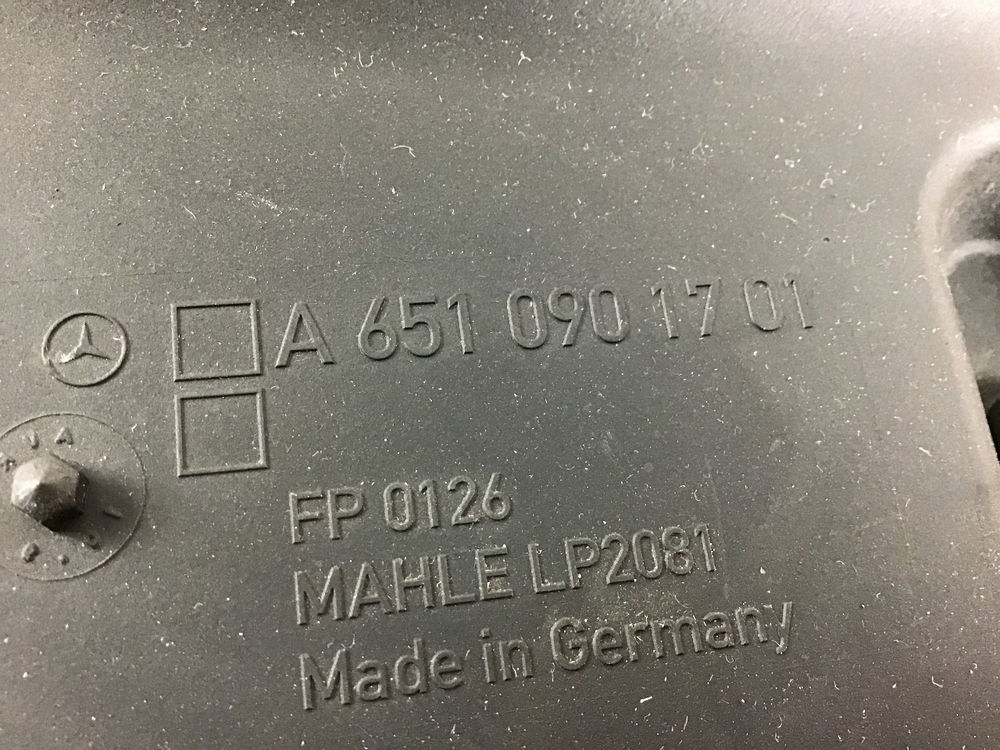 A 651 090 17 01
FP 0126
MAHLE LP2081
Made in Germany